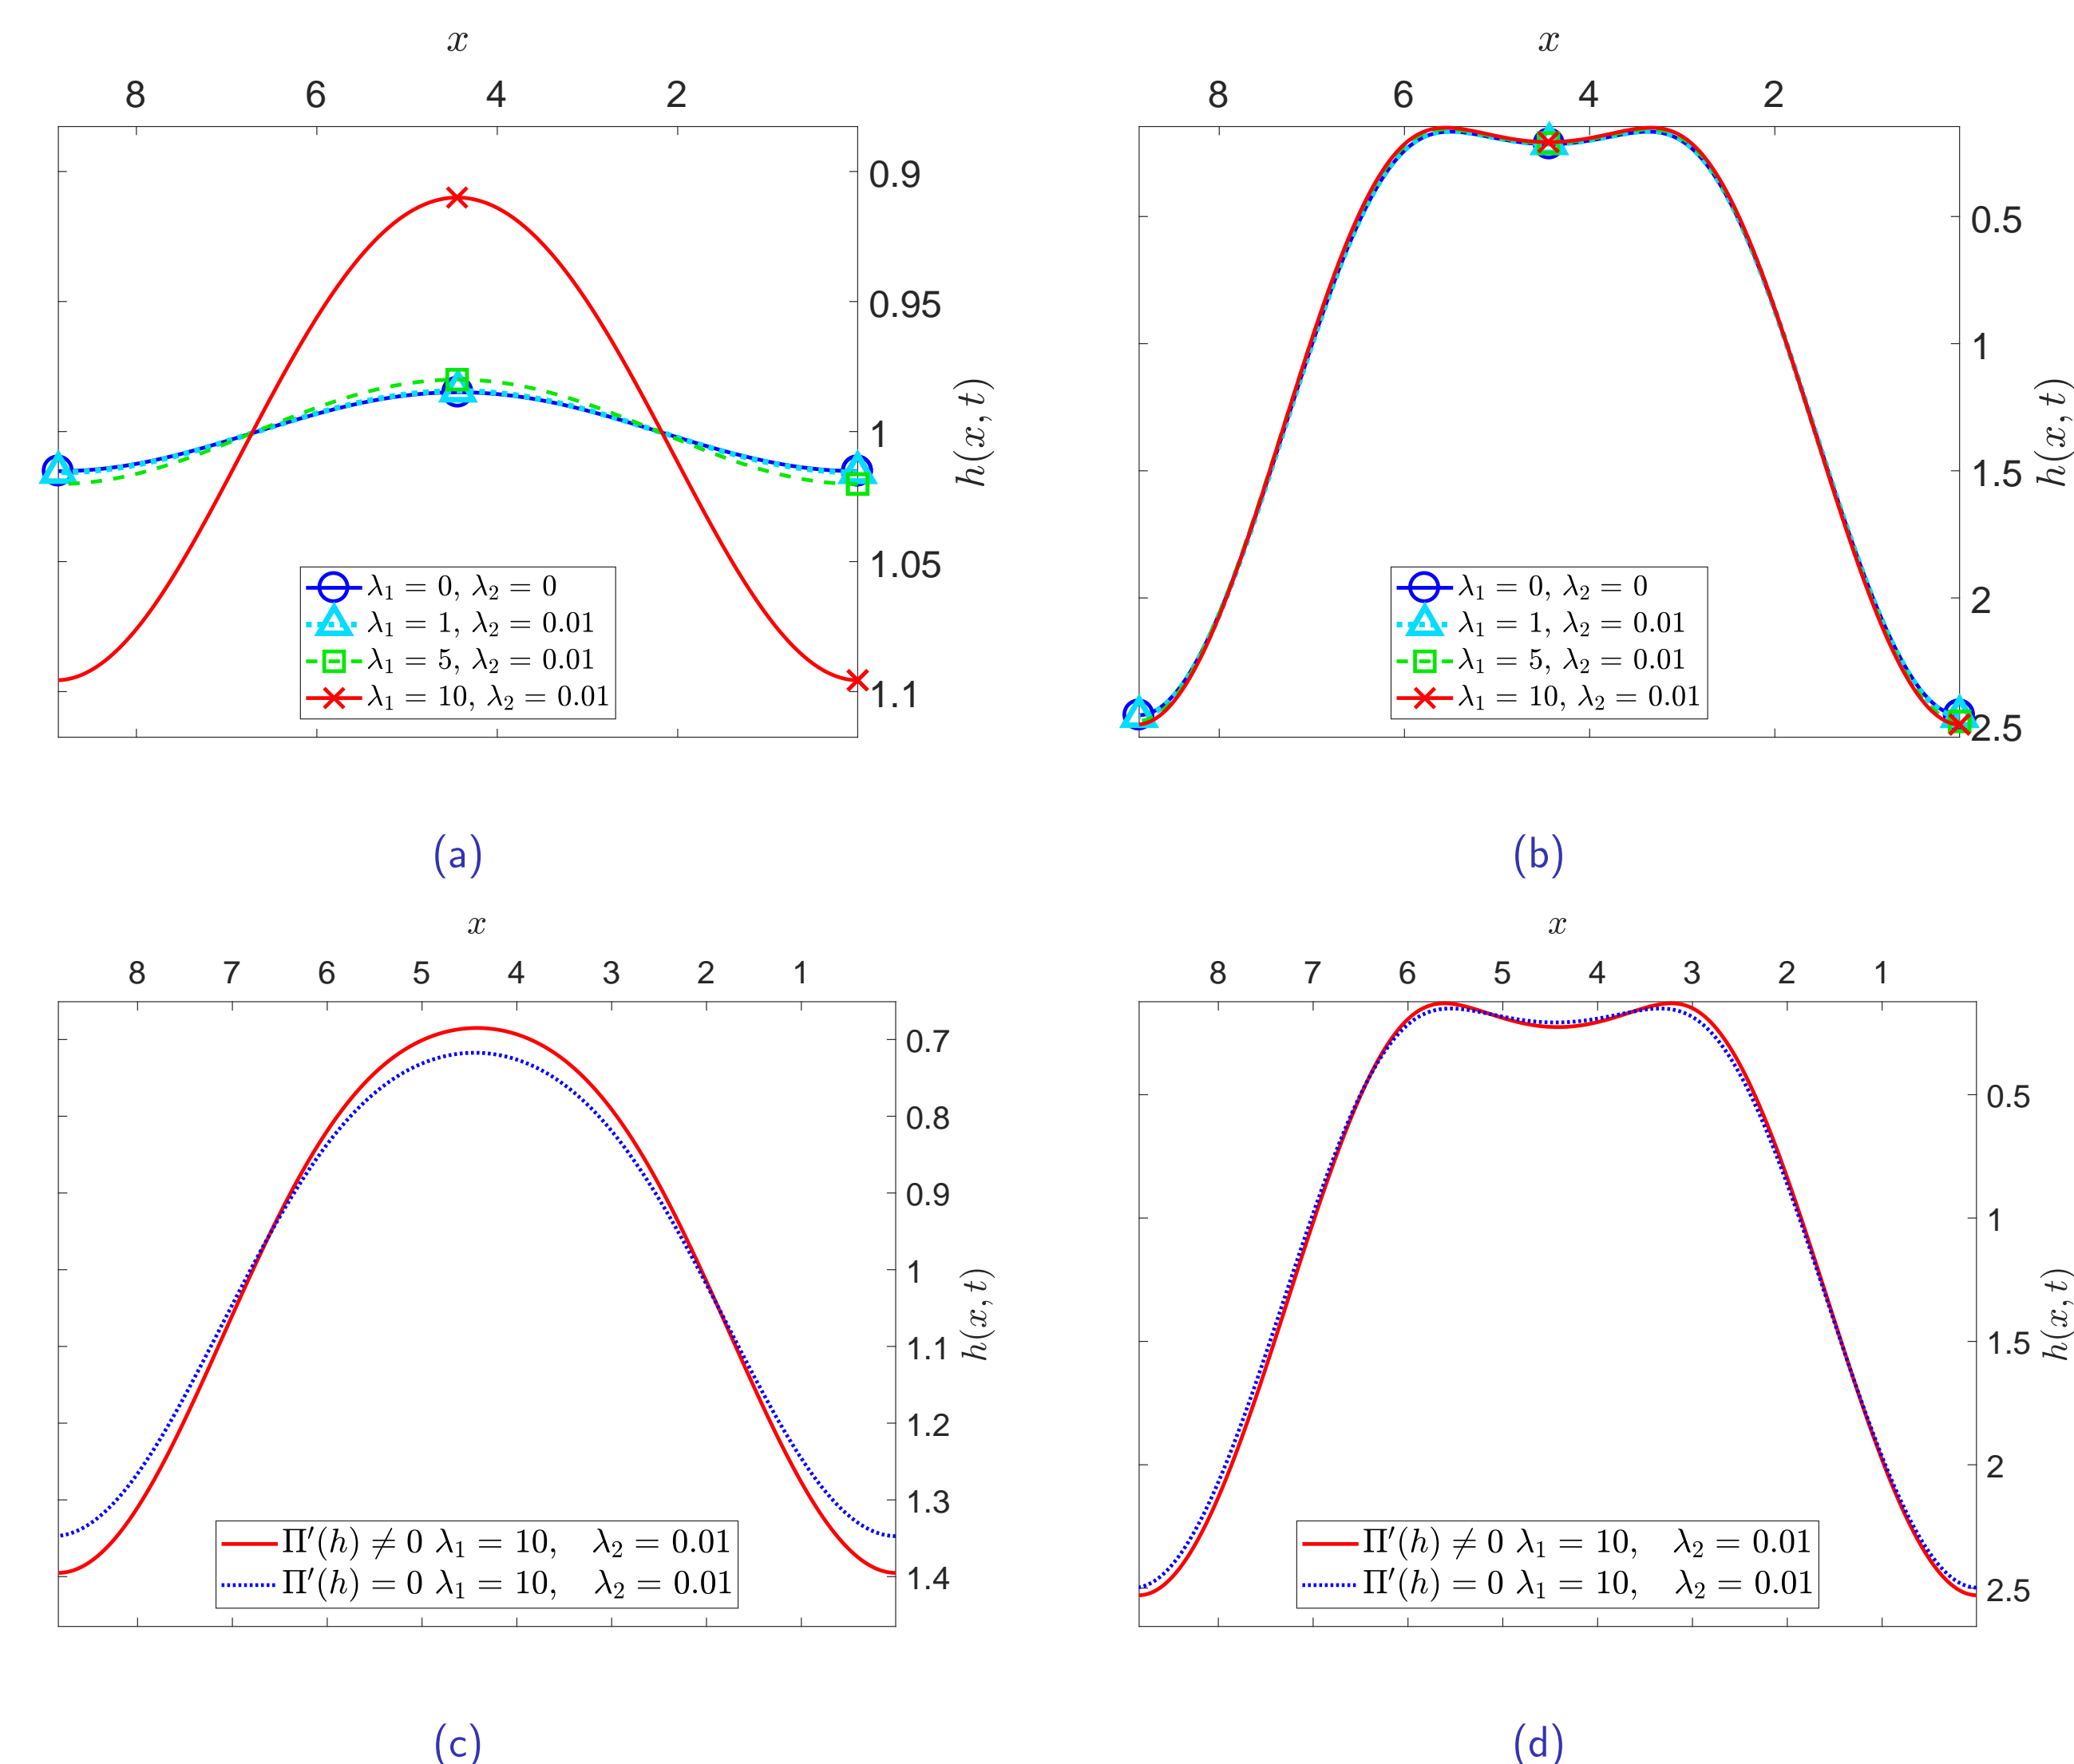 x
8 6 4 2
0.9
0.95
1
1.05
1.1
h(x, t)
λ₁ = 0, λ₂ = 0
λ₁ = 1, λ₂ = 0.01
λ₁ = 5, λ₂ = 0.01
λ₁ = 10, λ₂ = 0.01
(a)
x
8 6 4 2
0.5
1
1.5
2
2.5
h(x, t)
λ₁ = 0, λ₂ = 0
λ₁ = 1, λ₂ = 0.01
λ₁ = 5, λ₂ = 0.01
λ₁ = 10, λ₂ = 0.01
(b)
x
8 7 6 5 4 3 2 1
0.7
0.8
0.9
1
1.1
1.2
1.3
1.4
h(x, t)
Π′(h) ≠ 0 λ₁ = 10, λ₂ = 0.01
Π′(h) = 0 λ₁ = 10, λ₂ = 0.01
(c)
x
8 7 6 5 4 3 2 1
0.5
1
1.5
2
2.5
h(x, t)
Π′(h) ≠ 0 λ₁ = 10, λ₂ = 0.01
Π′(h) = 0 λ₁ = 10, λ₂ = 0.01
(d)